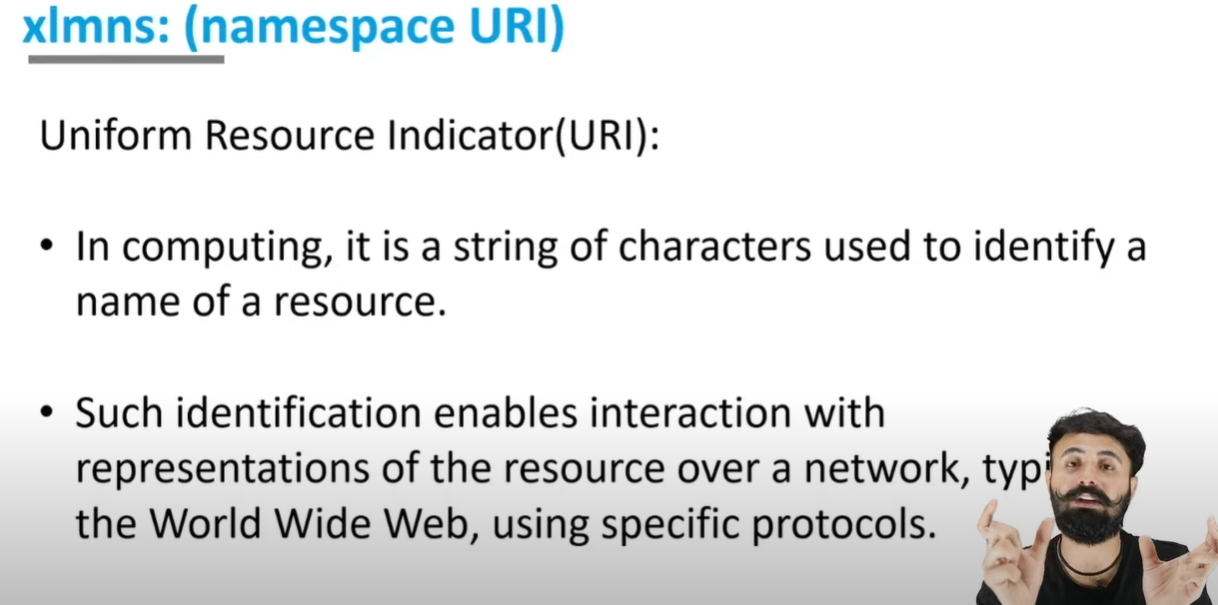 xlmns: (namespace URI)
Uniform Resource Indicator(URI):
• In computing, it is a string of characters used to identify a
name of a resource.
• Such identification enables interaction with
representations of the resource over a network,
the World Wide Web, using specific protocols.